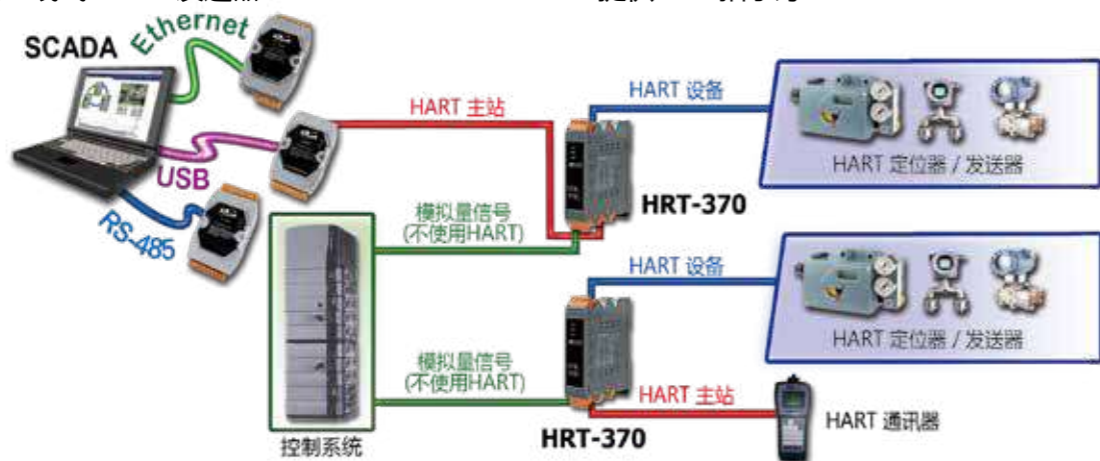 Ethernet
SCADA
HART 主站
HART 设备
HART 定位器 / 发送器
USB
HRT-370
RS-485
模拟量信号
(不使用HART)
HART 设备
HART 定位器 / 发送器
模拟量信号
(不使用HART)
HART 主站
HART 通讯器
HRT-370
控制系统